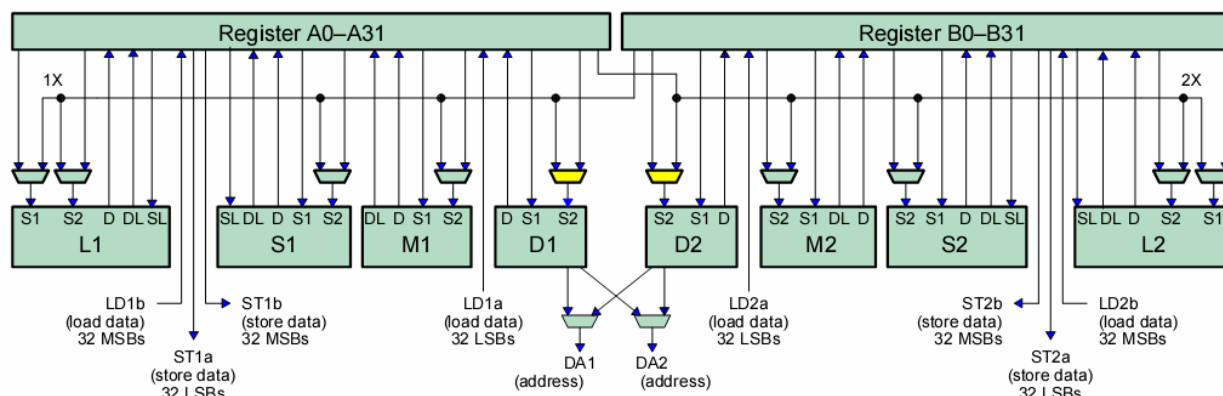 Register A0–A31
Register B0–B31
1X
2X
S1 S2 D DL SL
L1
SL DL D S1 S2
S1
DL D S1 S2
M1
D S1 S2
D1
S2 S1 D
D2
S2 S1 DL D
M2
S2 S1 D DL SL
S2
SL DL D S2 S1
L2
LD1b
(load data)
32 MSBs
ST1a
(store data)
32 LSBs
ST1b
(store data)
32 MSBs
LD1a
(load data)
32 LSBs
DA1
(address)
DA2
(address)
LD2a
(load data)
32 LSBs
ST2b
(store data)
32 MSBs
ST2a
(store data)
32 LSBs
LD2b
(load data)
32 MSBs